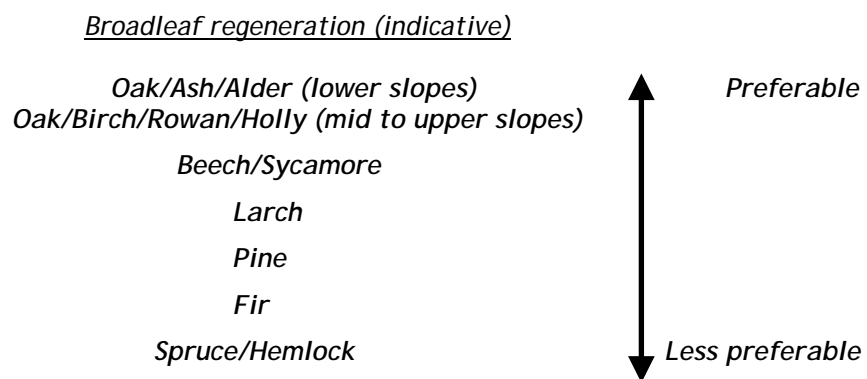 Broadleaf regeneration (indicative)
Oak/Ash/Alder (lower slopes) Preferable
Oak/Birch/Rowan/Holly (mid to upper slopes)
Beech/Sycamore
Larch
Pine
Fir
Spruce/Hemlock Less preferable